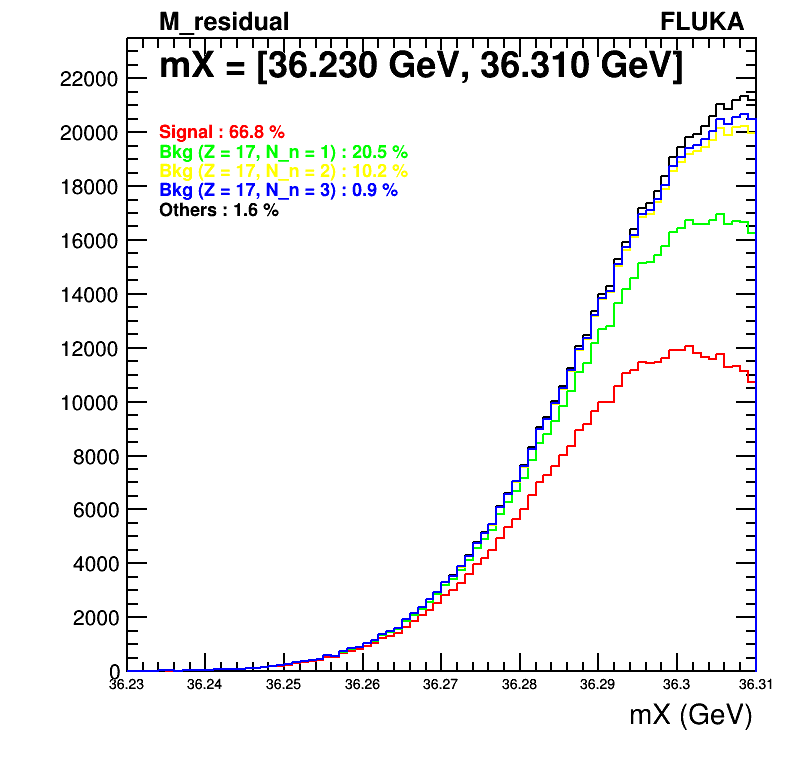 M_residual FLUKA
mX = [36.230 GeV, 36.310 GeV]
Signal : 66.8 %
Bkg (Z = 17, N_n = 1) : 20.5 %
Bkg (Z = 17, N_n = 2) : 10.2 %
Bkg (Z = 17, N_n = 3) : 0.9 %
Others : 1.6 %
22000
20000
18000
16000
14000
12000
10000
8000
6000
4000
2000
0
36.23 36.24 36.25 36.26 36.27 36.28 36.29 36.3 36.31
mX (GeV)